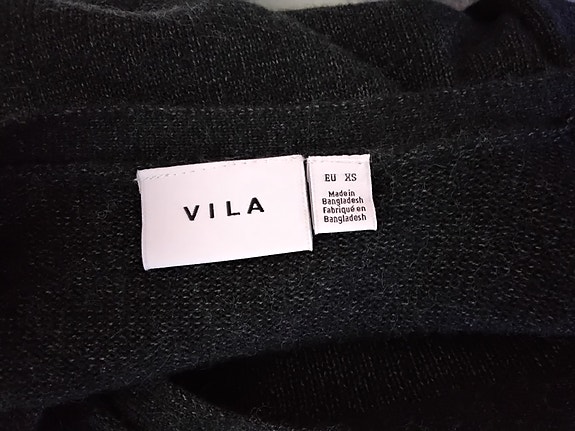 VILA
EU XS
Made in
Bangladesh
Fabriqué en
Bangladesh